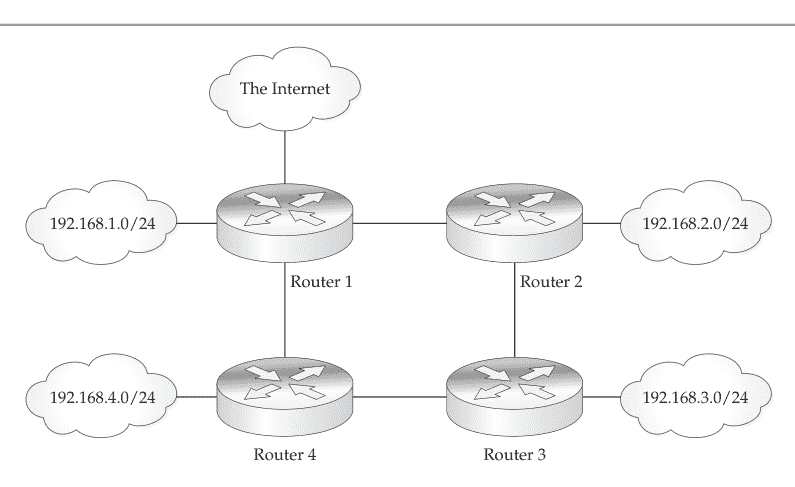 The Internet
192.168.1.0/24
192.168.2.0/24
Router 1
Router 2
192.168.4.0/24
192.168.3.0/24
Router 4
Router 3